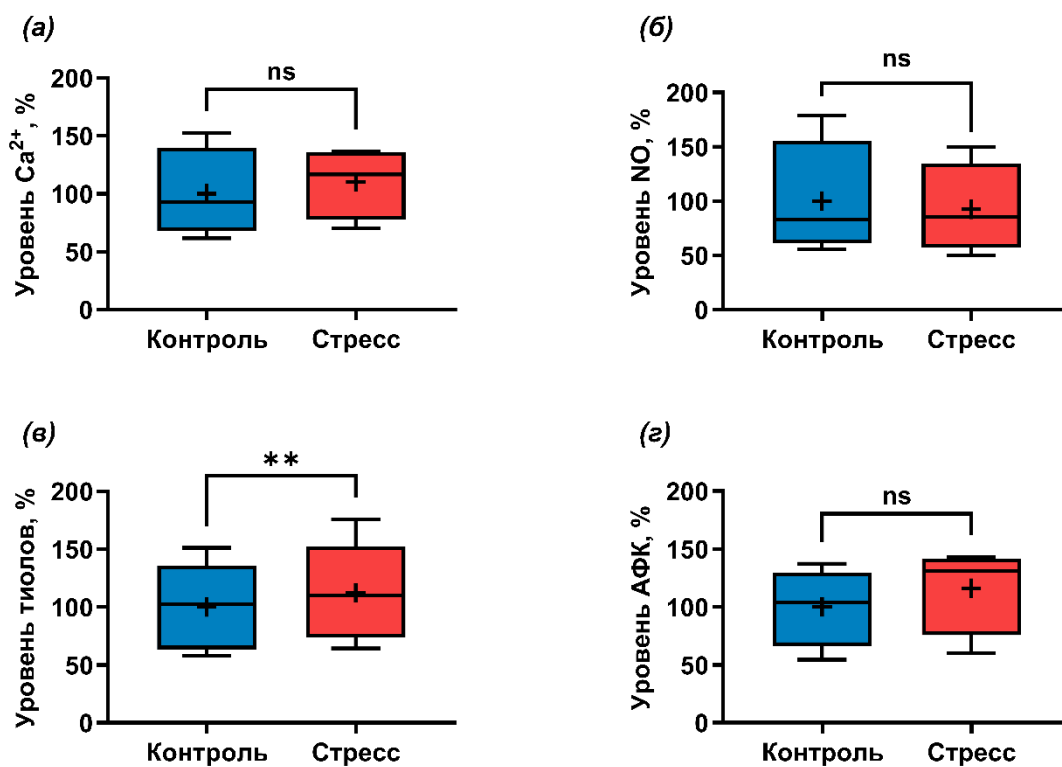 (а)
ns
Уровень Ca²⁺, %
200
150
100
50
0
Контроль Стресс
(б)
ns
Уровень NO, %
200
150
100
50
0
Контроль Стресс
(в)
**
Уровень тиолов, %
200
150
100
50
0
Контроль Стресс
(г)
ns
Уровень АФК, %
200
150
100
50
0
Контроль Стресс